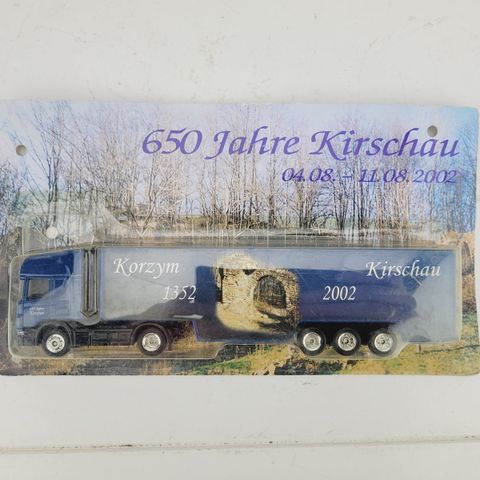 650 Jahre Kirschau
04.08. - 11.08.2002
Korzym Kirschau
1352 2002